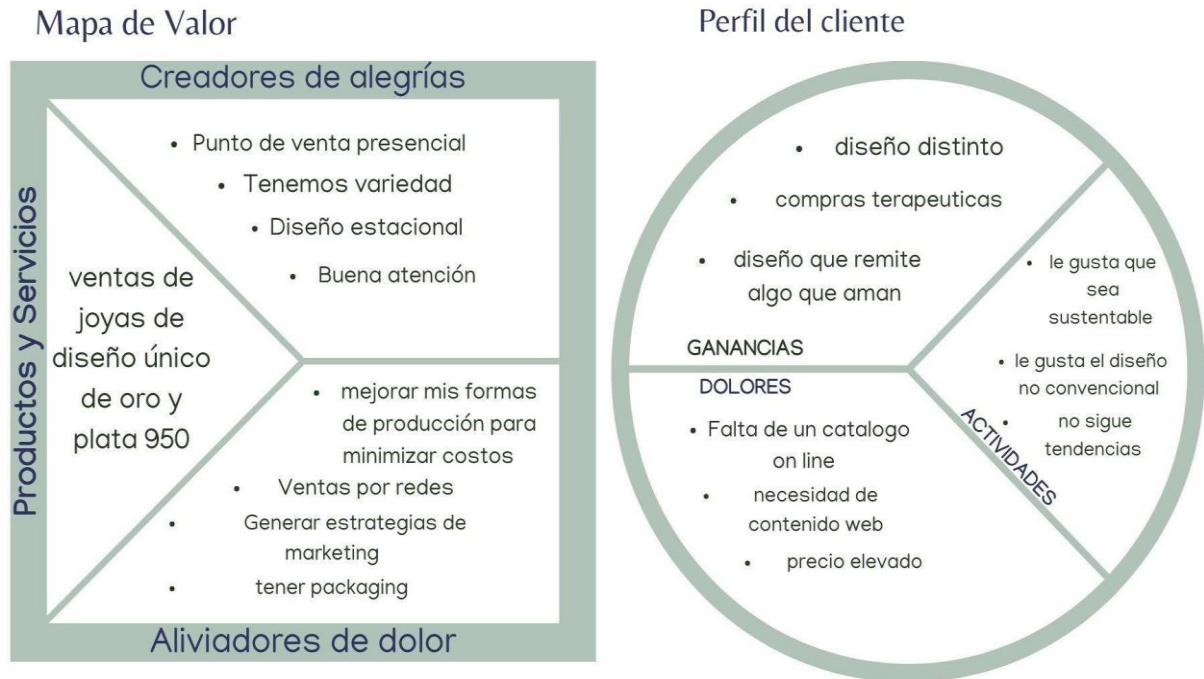 Mapa de Valor
Creadores de alegrías
• Punto de venta presencial
• Tenemos variedad
• Diseño estacional
• Buena atención
Productos y Servicios
ventas de
joyas de
diseño único
de oro y
plata 950
• mejorar mis formas
de producción para
minimizar costos
• Ventas por redes
• Generar estrategias de
marketing
• tener packaging
Aliviadores de dolor
Perfil del cliente
• diseño distinto
• compras terapeuticas
• diseño que remite
algo que aman
GANANCIAS
DOLORES
• Falta de un catalogo
on line
• necesidad de
contenido web
• precio elevado
• le gusta que
sea
sustentable
• le gusta el diseño
no convencional
• no sigue
tendencias
ACTIVIDADES